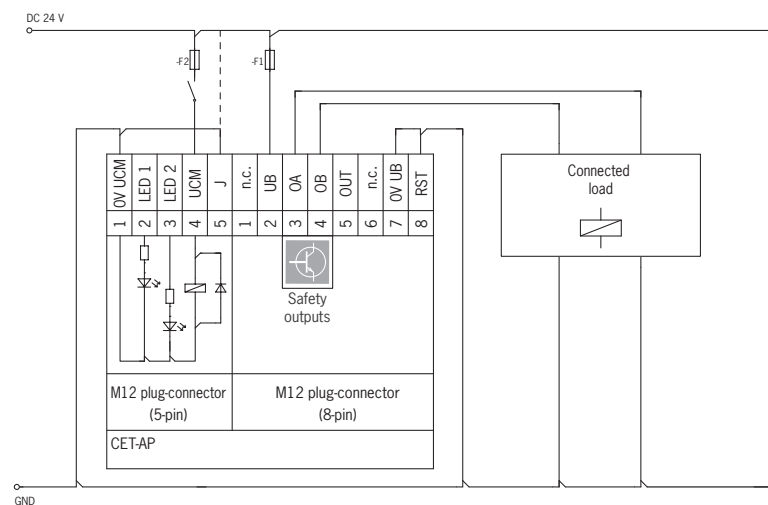 DC 24 V
-F2
-F1
0V UCM
LED 1
LED 2
UCM
J
n.c.
UB
OA
OB
OUT
n.c.
0V UB
RST
1
2
3
4
5
1
2
3
4
5
6
7
8
Connected
load
Safety
outputs
M12 plug-connector
(5-pin)
M12 plug-connector
(8-pin)
CET-AP
GND